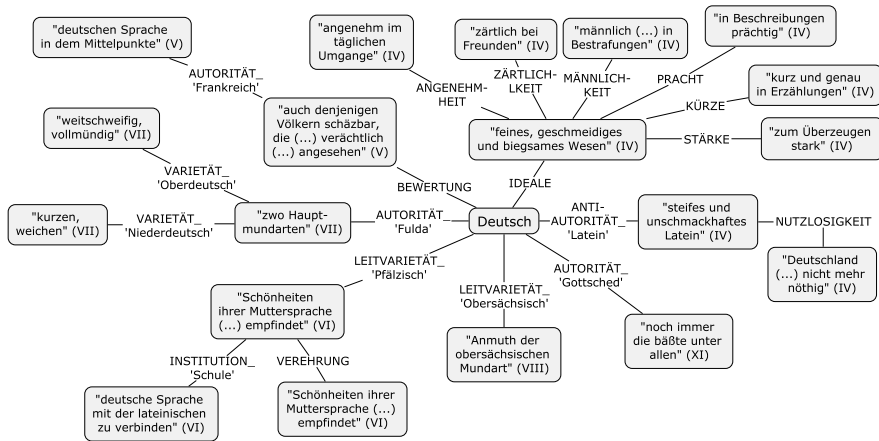 "deutschen Sprache
in dem Mittelpunkte" (V)
"angenehm im
täglichen
Umgange" (IV)
"zärtlich bei
Freunden" (IV)
"männlich (...) in
Bestrafungen" (IV)
"in Beschreibungen
prächtig" (IV)
AUTORITÄT_
'Frankreich'
ANGENEHM-
HEIT
ZÄRTLICH-
LKEIT
MÄNNLICH-
KEIT
PRACHT
"kurz und genau
in Erzählungen" (IV)
KÜRZE
"weitschweifig,
vollmündig" (VII)
"auch denjenigen
Völkern schäzbar,
die (...) verächtlich
(...) angesehen" (V)
"feines, geschmeidiges
und biegsames Wesen" (IV)
STÄRKE
"zum Überzeugen
stark" (IV)
VARIETÄT_
'Oberdeutsch'
BEWERTUNG
IDEALE
"kurzen,
weichen" (VII)
VARIETÄT_
'Niederdeutsch'
"zwo Haupt-
mundarten" (VII)
AUTORITÄT_
'Fulda'
Deutsch
ANTI-
AUTORITÄT_
'Latein'
"steifes und
unschmackhaftes
Latein" (IV)
NUTZLOSIGKEIT
"Deutschland
(...) nicht mehr
nöthig" (IV)
LEITVARIETÄT_
'Pfälzisch'
LEITVARIETÄT_
'Obersächsisch'
AUTORITÄT_
'Gottsched'
"Schönheiten
ihrer Muttersprache
(...) empfindet" (VI)
"Anmuth der
obersächsischen
Mundart" (VIII)
"noch immer
die bäßte unter
allen" (XI)
INSTITUTION_
'Schule'
VEREHRUNG
"deutsche Sprache
mit der lateinischen
zu verbinden" (VI)
"Schönheiten ihrer
Muttersprache (...)
empfindet" (VI)